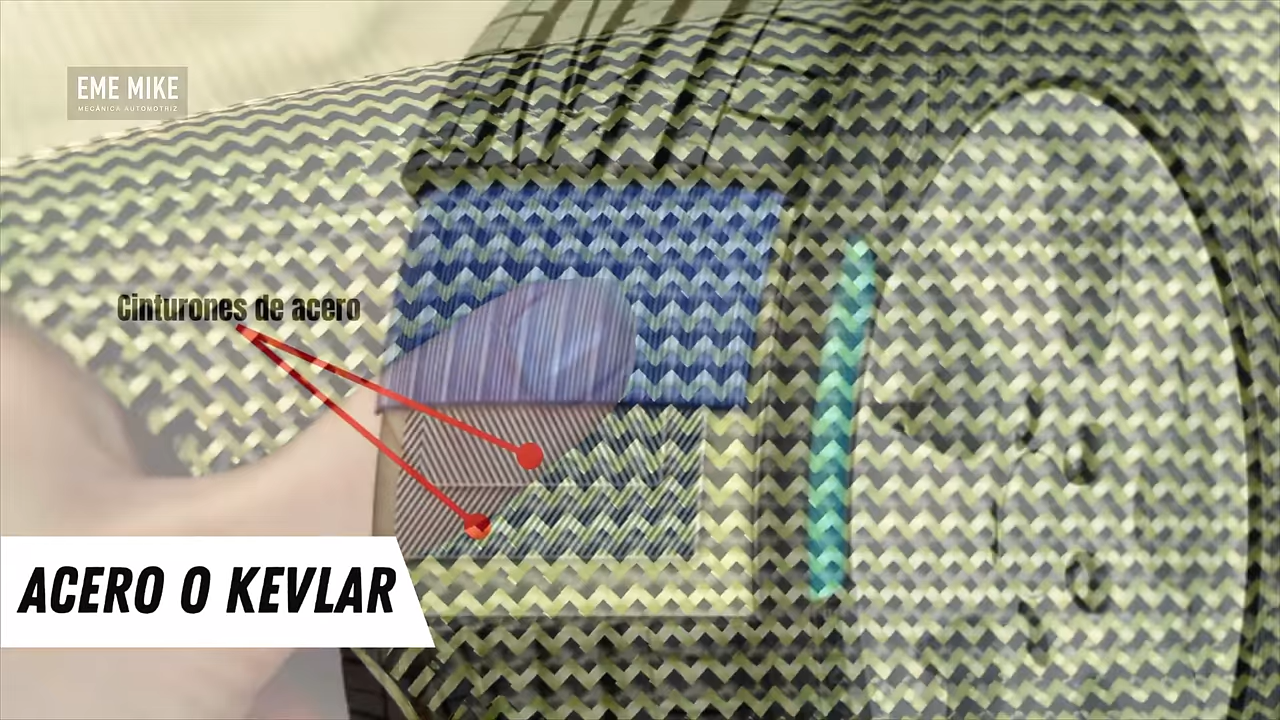 EME MIKE
MECÁNICA AUTOMOTRIZ
Cinturones de acero
ACERO O KEVLAR